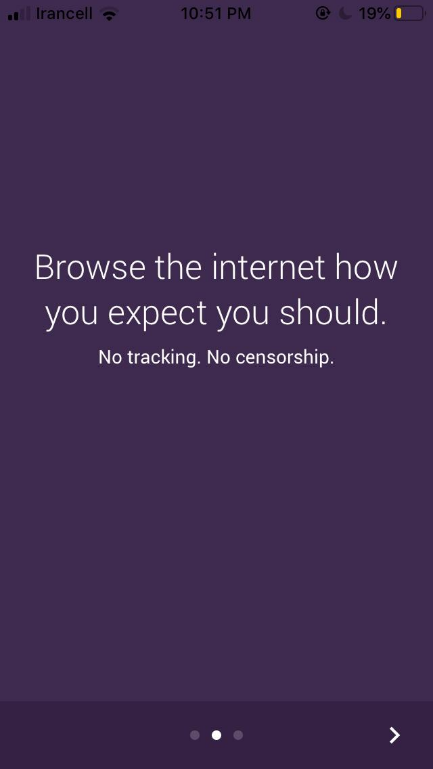 Irancell 10:51 PM 19%
Browse the internet how
you expect you should.
No tracking. No censorship.